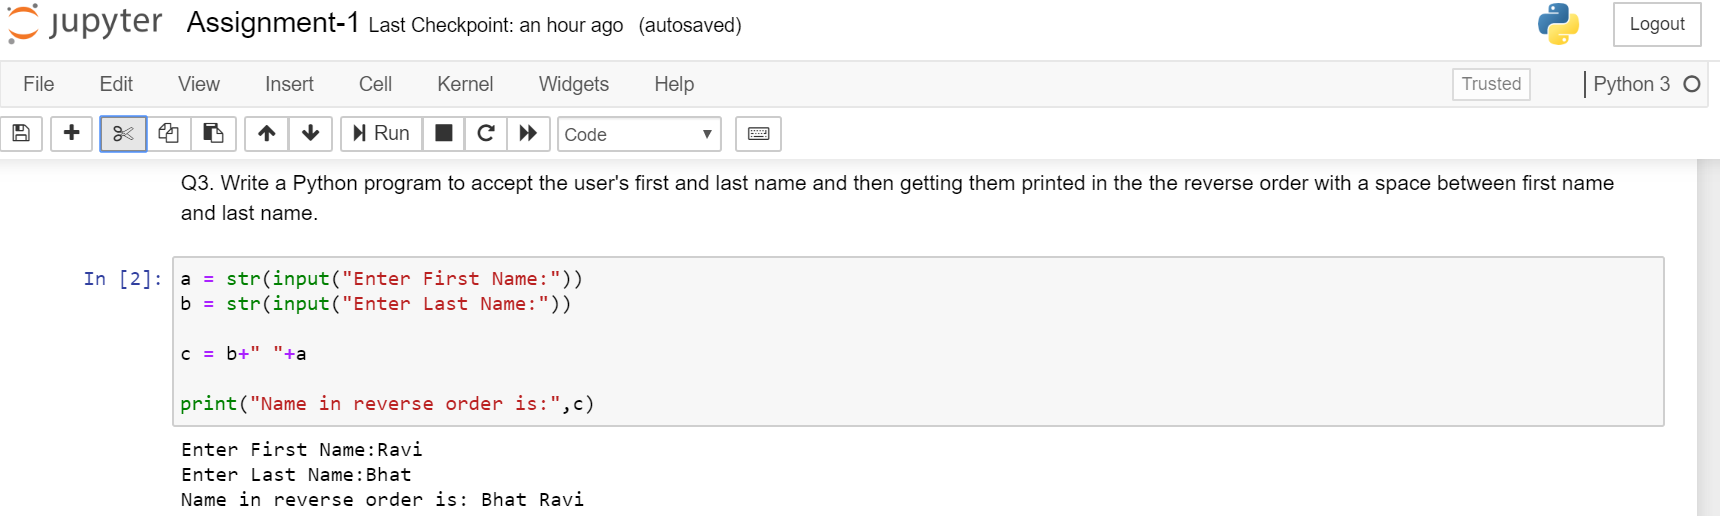 jupyter Assignment-1 Last Checkpoint: an hour ago (autosaved) Logout
File Edit View Insert Cell Kernel Widgets Help Trusted Python 3
Run Code
Q3. Write a Python program to accept the user's first and last name and then getting them printed in the the reverse order with a space between first name
and last name.
In [2]: a = str(input("Enter First Name:"))
b = str(input("Enter Last Name:"))
c = b+" "+a
print("Name in reverse order is:",c)
Enter First Name:Ravi
Enter Last Name:Bhat
Name in reverse order is: Bhat Ravi